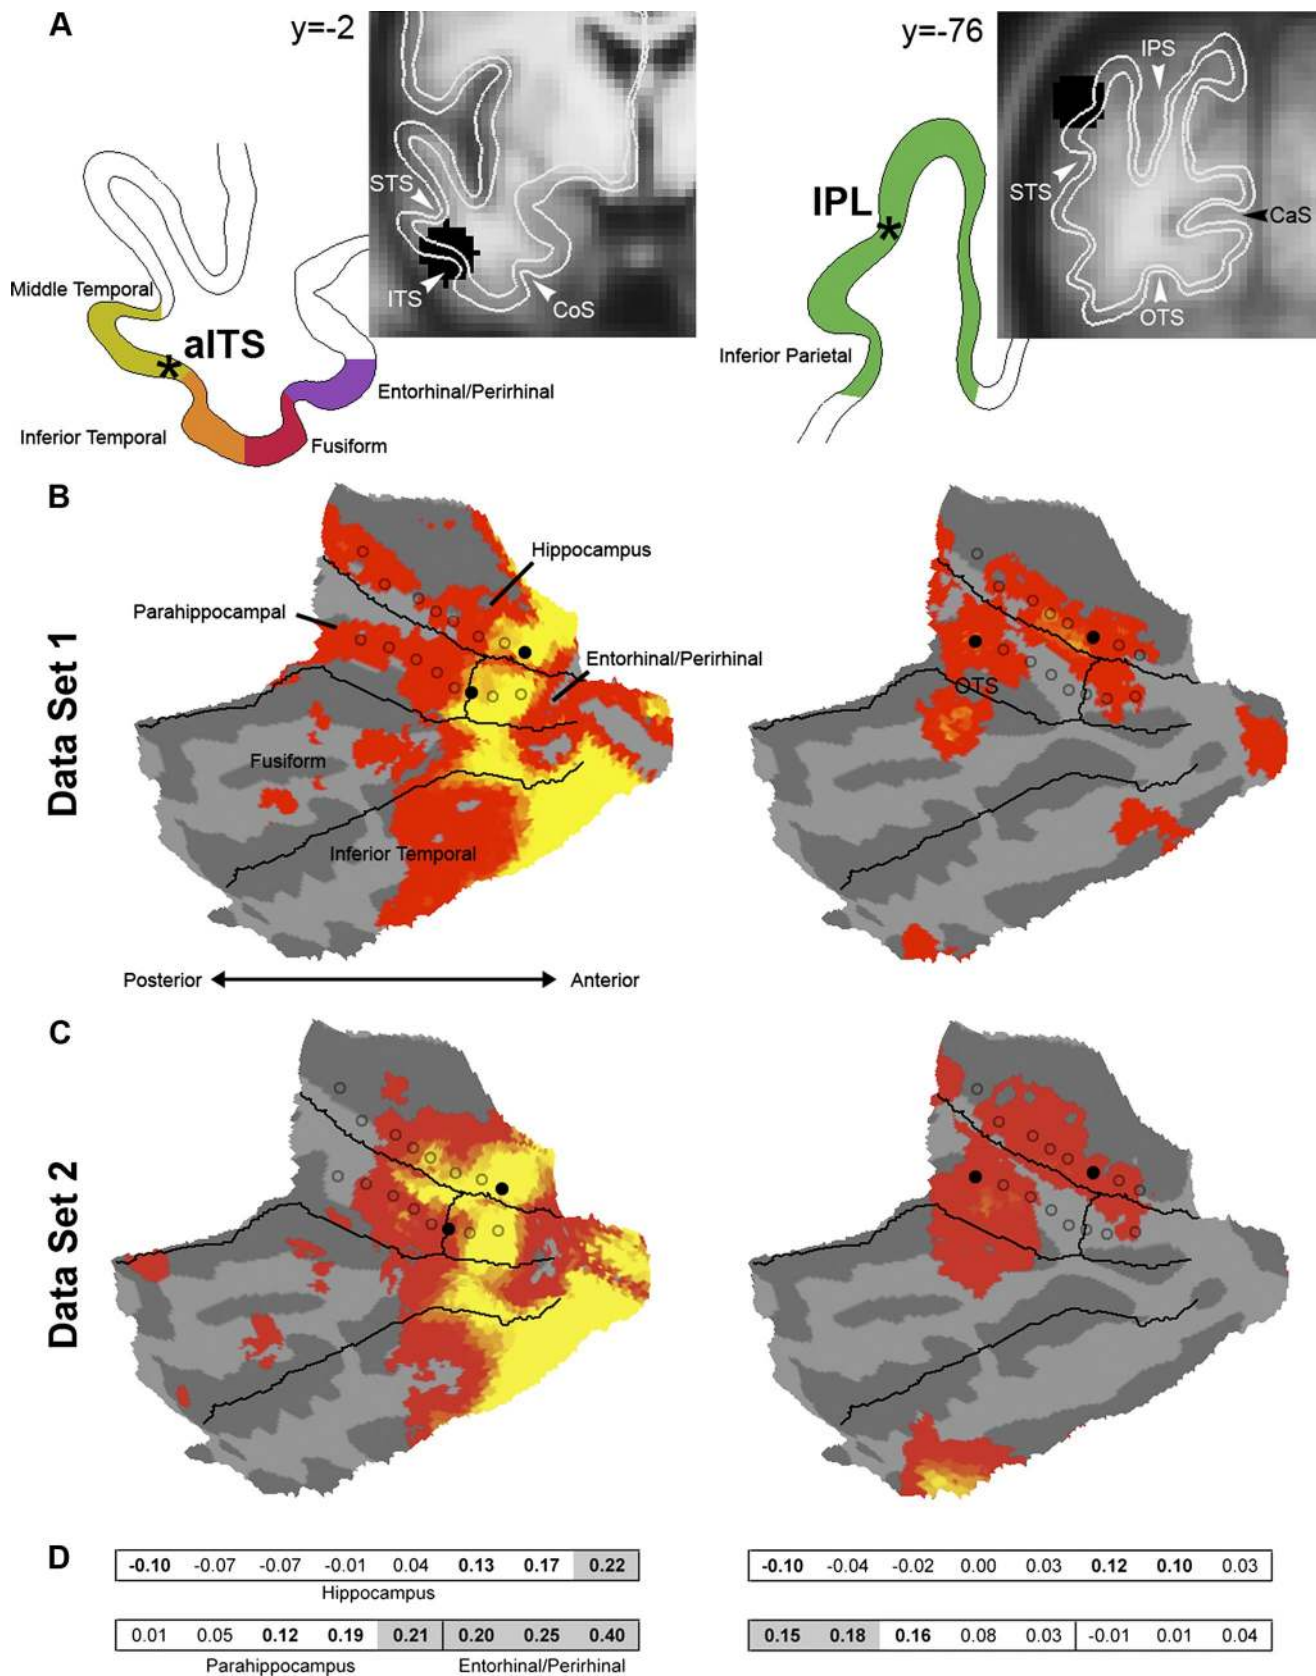 A
y=-2
y=-76
STS
ITS
CoS
IPS
STS
CaS
OTS
Middle Temporal
aITS
Inferior Temporal
Fusiform
Entorhinal/Perirhinal
IPL
Inferior Parietal
B
Data Set 1
Hippocampus
Parahippocampal
Entorhinal/Perirhinal
Fusiform
Inferior Temporal
OTS
Posterior
Anterior
C
Data Set 2
D
-0.10 -0.07 -0.07 -0.01 0.04 0.13 0.17 0.22
Hippocampus
0.01 0.05 0.12 0.19 0.21 0.20 0.25 0.40
Parahippocampus Entorhinal/Perirhinal
-0.10 -0.04 -0.02 0.00 0.03 0.12 0.10 0.03
0.15 0.18 0.16 0.08 0.03 -0.01 0.01 0.04